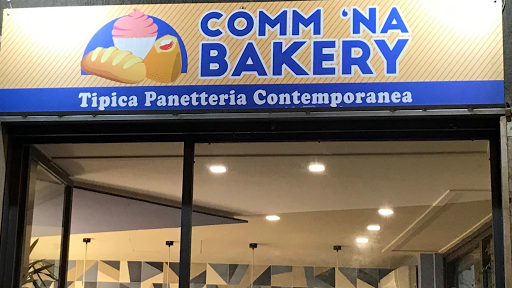 COMM 'NA
BAKERY
Tipica Panetteria Contemporanea